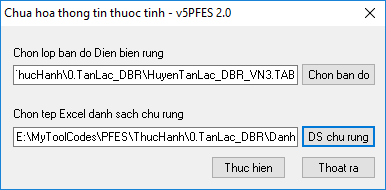 Chua hoa thong tin thuoc tinh - v5PFES 2.0
Chon lop ban do Dien bien rung
hucHanh\0.TanLac_DBR\HuyenTanLac_DBR_VN3.TAB
Chon ban do
Chon tep Excel danh sach chu rung
E:\MyToolCodes\PFES\ThucHanh\0.TanLac_DBR\Danh
DS chu rung
Thuc hien
Thoat ra